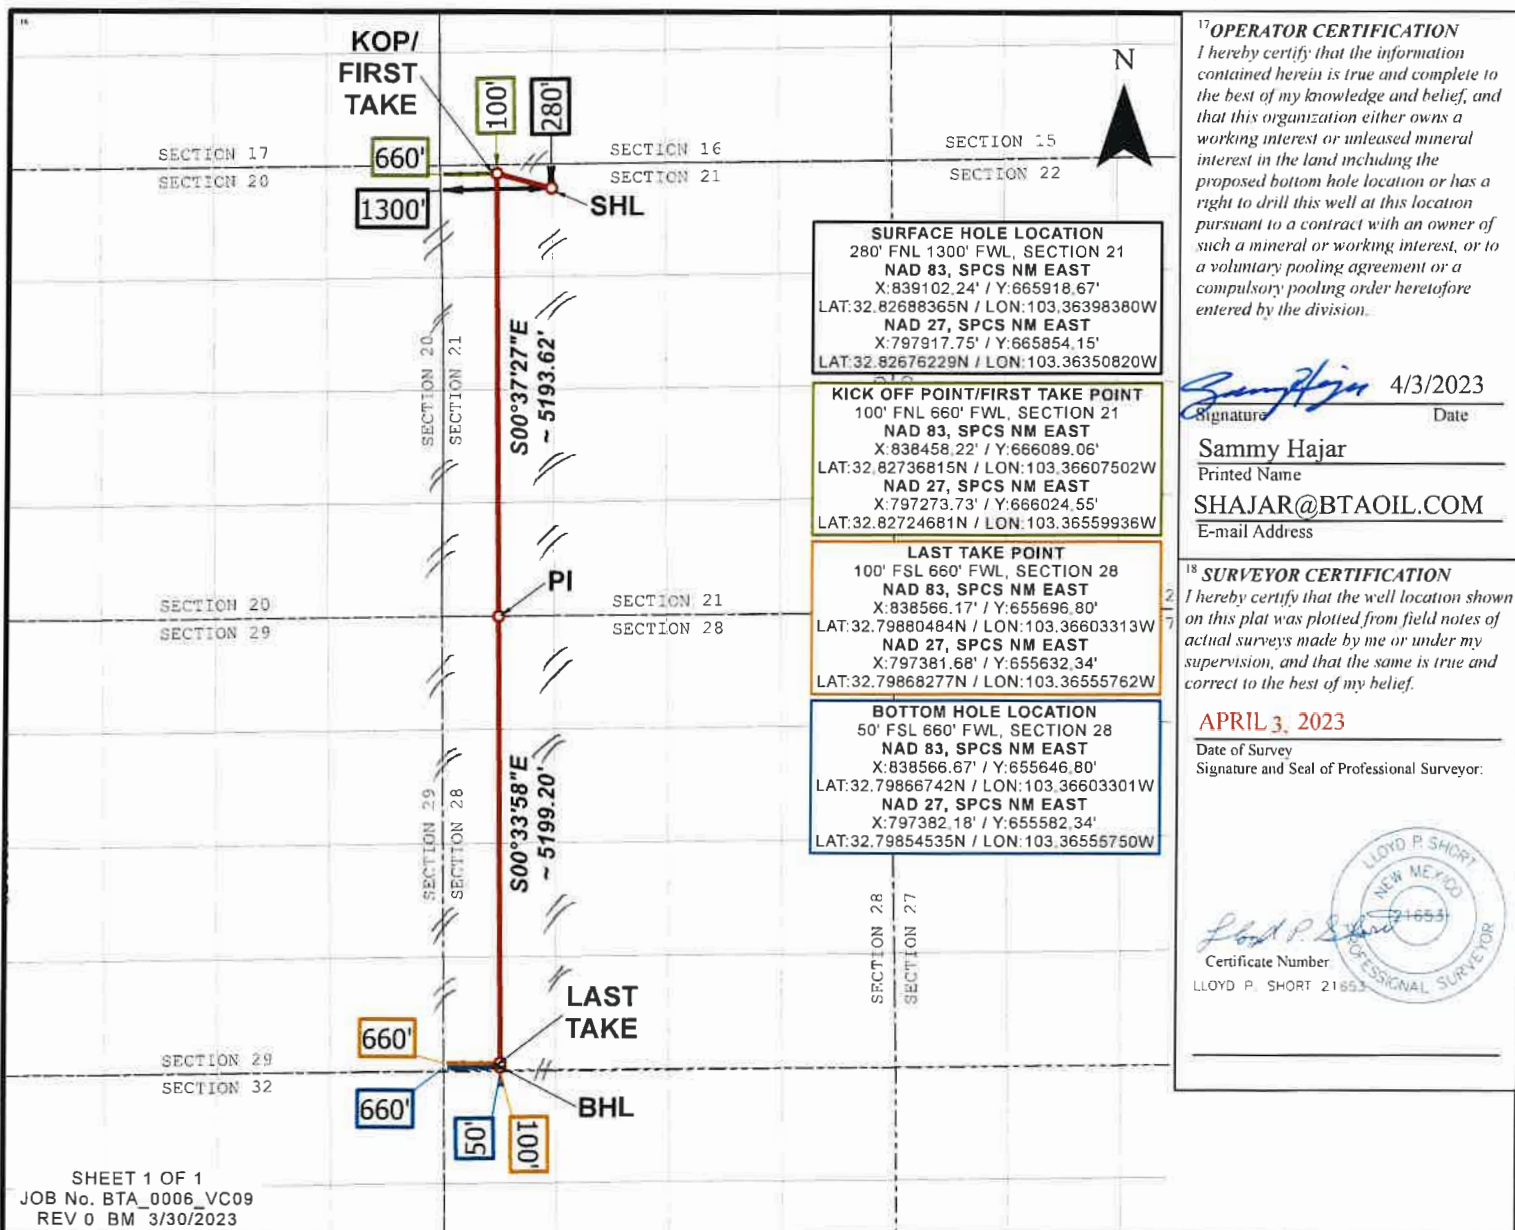 16
KOP/
FIRST
TAKE
100'
280'
660'
1300'
N
SECTION 17
SECTION 20
SECTION 16
SECTION 21
SECTION 15
SECTION 22
SHL
SECTION 20
SECTION 21
S00°37'27"E
~ 5193.62'
SURFACE HOLE LOCATION
280' FNL 1300' FWL, SECTION 21
NAD 83, SPCS NM EAST
X:839102.24' / Y:665918.67'
LAT:32.82688365N / LON:103.36398380W
NAD 27, SPCS NM EAST
X:797917.75' / Y:665854.15'
LAT:32.82676229N / LON:103.36350820W
KICK OFF POINT/FIRST TAKE POINT
100' FNL 660' FWL, SECTION 21
NAD 83, SPCS NM EAST
X:838458.22' / Y:666089.06'
LAT:32.82736815N / LON:103.36607502W
NAD 27, SPCS NM EAST
X:797273.73' / Y:666024.55'
LAT:32.82724681N / LON:103.36559936W
LAST TAKE POINT
100' FSL 660' FWL, SECTION 28
NAD 83, SPCS NM EAST
X:838566.17' / Y:655696.80'
LAT:32.79880484N / LON:103.36603313W
NAD 27, SPCS NM EAST
X:797381.68' / Y:655632.34'
LAT:32.79868277N / LON:103.36555762W
BOTTOM HOLE LOCATION
50' FSL 660' FWL, SECTION 28
NAD 83, SPCS NM EAST
X:838566.67' / Y:655646.80'
LAT:32.79866742N / LON:103.36603301W
NAD 27, SPCS NM EAST
X:797382.18' / Y:655582.34'
LAT:32.79854535N / LON:103.36555750W
PI
SECTION 20
SECTION 29
SECTION 21
SECTION 28
2
7
SECTION 29
SECTION 28
S00°33'58"E
~ 5199.20'
SECTION 28
SECTION 27
LAST
TAKE
660'
SECTION 29
SECTION 32
660'
BHL
50'
100'
SHEET 1 OF 1
JOB No. BTA_0006_VC09
REV 0 BM 3/30/2023
17 OPERATOR CERTIFICATION
I hereby certify that the information
contained herein is true and complete to
the best of my knowledge and belief, and
that this organization either owns a
working interest or unleased mineral
interest in the land including the
proposed bottom hole location or has a
right to drill this well at this location
pursuant to a contract with an owner of
such a mineral or working interest, or to
a voluntary pooling agreement or a
compulsory pooling order heretofore
entered by the division.
Sammy Hajar 4/3/2023
Signature Date
Sammy Hajar
Printed Name
SHAJAR@BTAOIL.COM
E-mail Address
18 SURVEYOR CERTIFICATION
I hereby certify that the well location shown
on this plat was plotted from field notes of
actual surveys made by me or under my
supervision, and that the same is true and
correct to the best of my belief.
APRIL 3, 2023
Date of Survey
Signature and Seal of Professional Surveyor:
LLOYD P. SHORT
NEW MEXICO
21653
PROFESSIONAL SURVEYOR
Lloyd P. Short
Certificate Number
LLOYD P. SHORT 21653